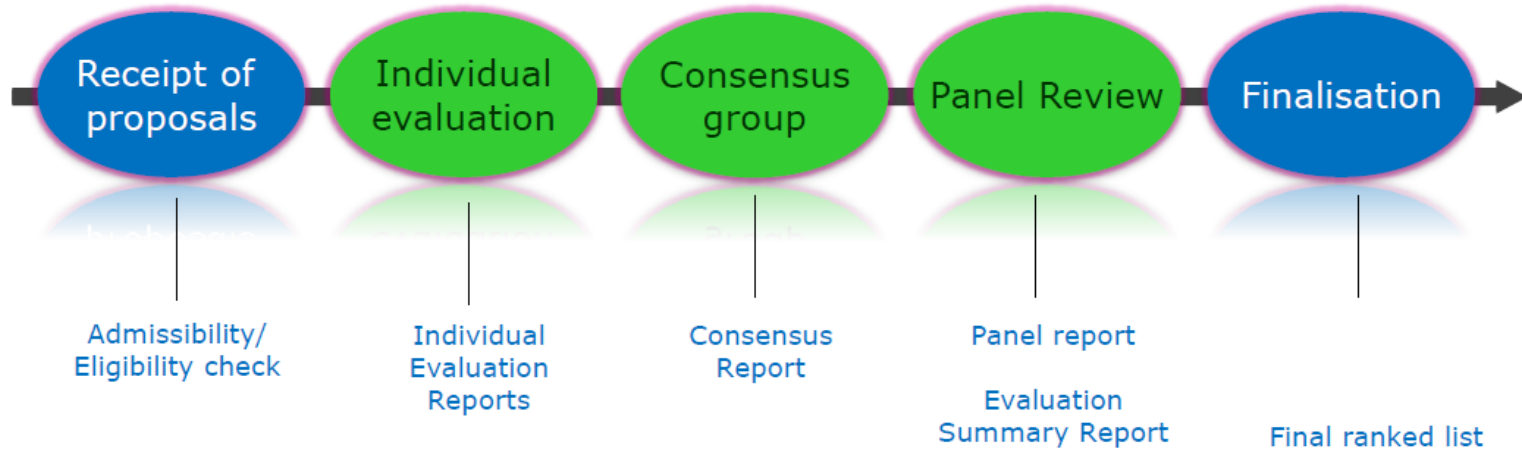 Receipt of
proposals
Individual
evaluation
Consensus
group
Panel Review
Finalisation
Admissibility/
Eligibility check
Individual
Evaluation
Reports
Consensus
Report
Panel report
Evaluation
Summary Report
Final ranked list